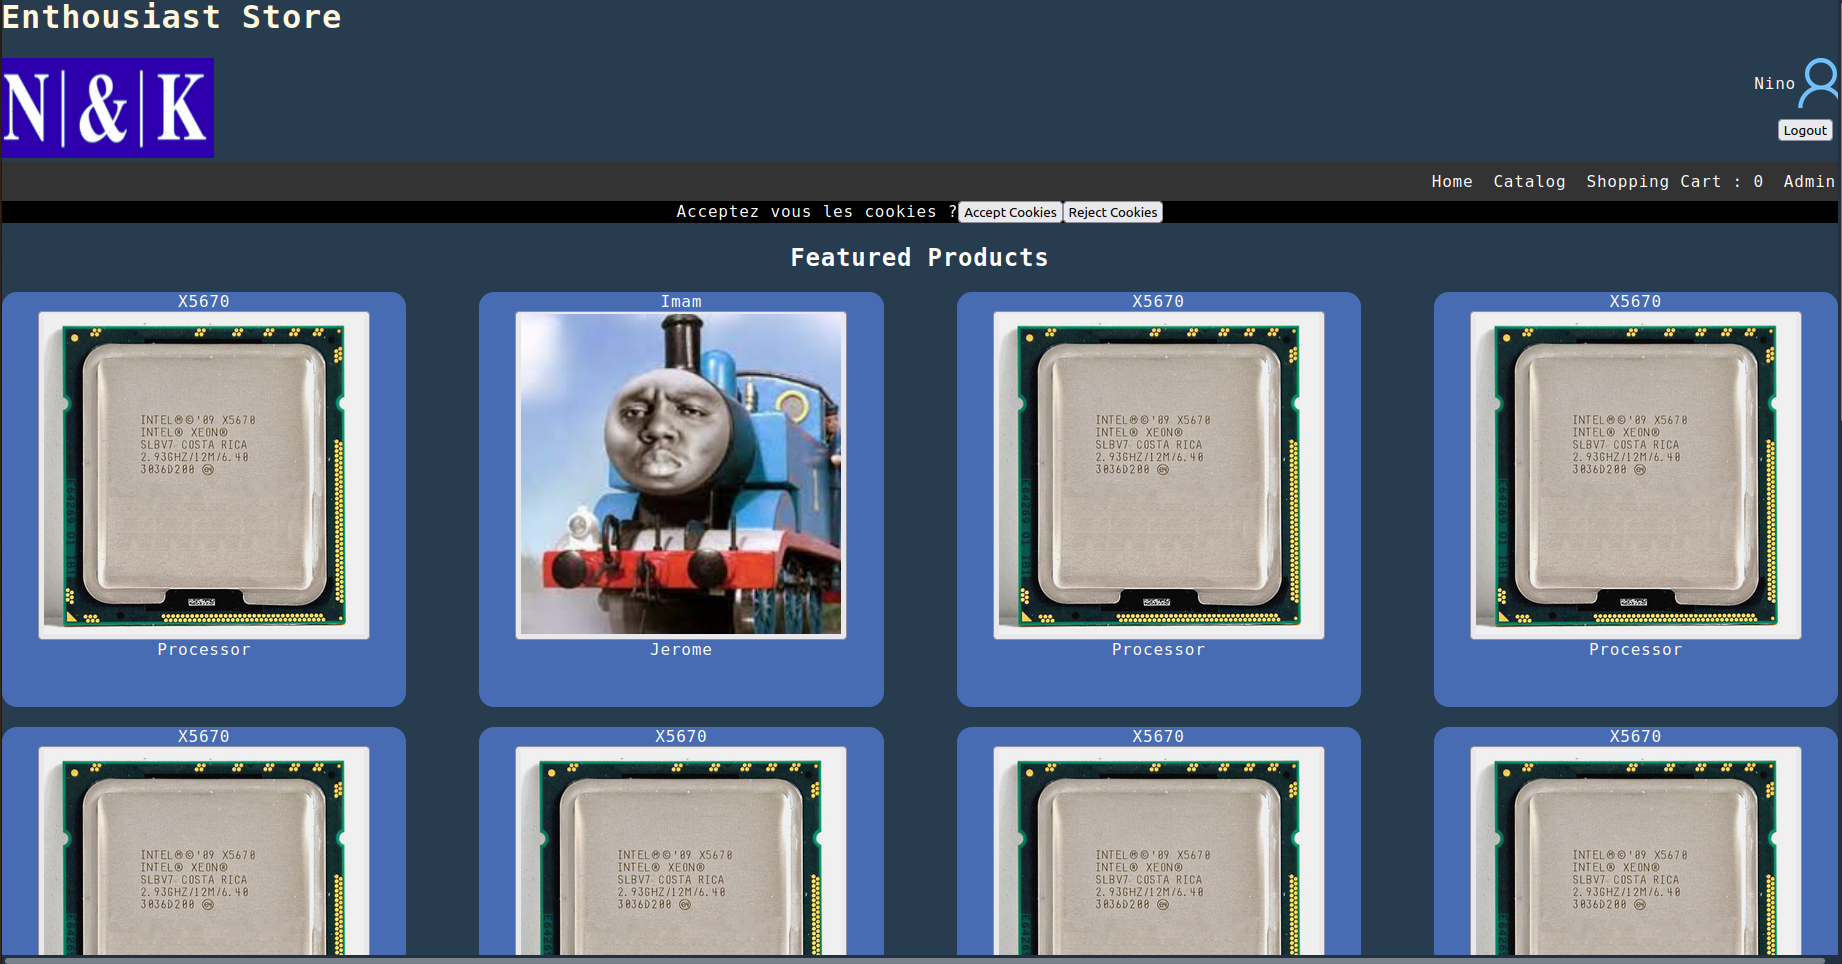 Enthousiast Store
N|&|K
Nino
Logout
Home Catalog Shopping Cart : 0 Admin
Acceptez vous les cookies ? Accept Cookies Reject Cookies
Featured Products
X5670
INTEL®©'09 X5670
INTEL® XEON®
SLBV7 COSTA RICA
2.93GHZ/12M/6.40
3036D200
Processor
Imam
Jerome
X5670
INTEL®©'09 X5670
INTEL® XEON®
SLBV7 COSTA RICA
2.93GHZ/12M/6.40
3036D200
Processor
X5670
INTEL®©'09 X5670
INTEL® XEON®
SLBV7 COSTA RICA
2.93GHZ/12M/6.40
3036D200
Processor
X5670
INTEL®©'09 X5670
INTEL® XEON®
SLBV7 COSTA RICA
2.93GHZ/12M/6.40
3036D200
X5670
INTEL®©'09 X5670
INTEL® XEON®
SLBV7 COSTA RICA
2.93GHZ/12M/6.40
3036D200
X5670
INTEL®©'09 X5670
INTEL® XEON®
SLBV7 COSTA RICA
2.93GHZ/12M/6.40
3036D200
X5670
INTEL®©'09 X5670
INTEL® XEON®
SLBV7 COSTA RICA
2.93GHZ/12M/6.40
3036D200